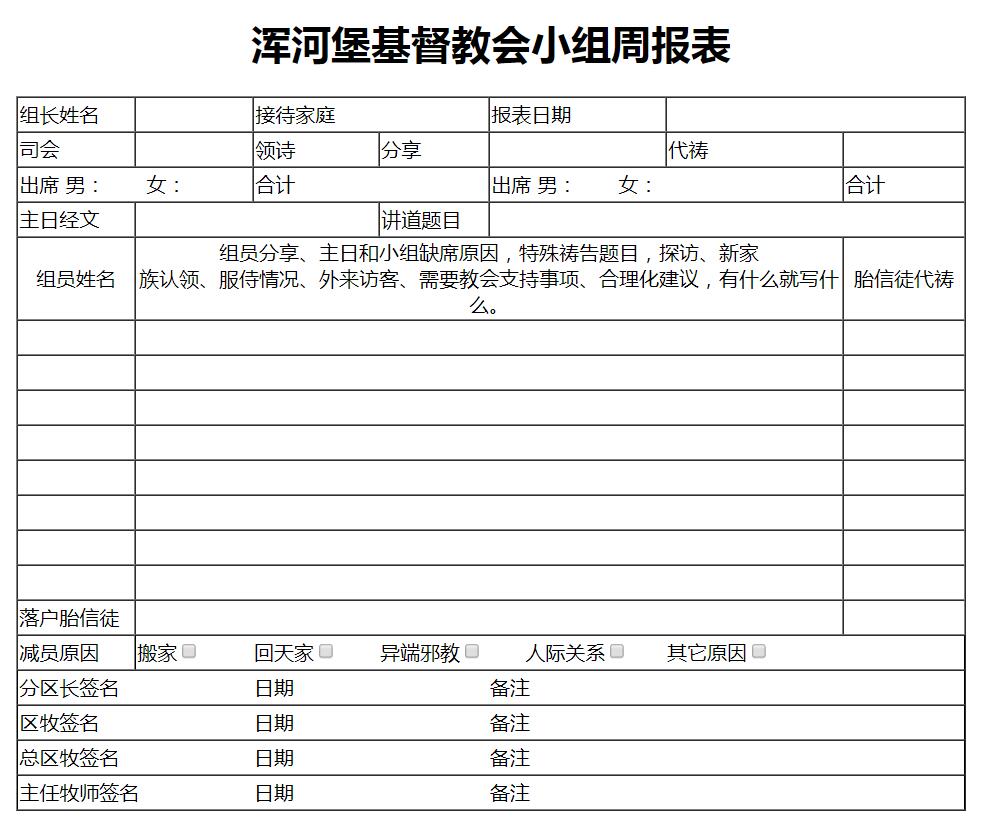 浑河堡基督教会小组周报表
组长姓名 接待家庭 报表日期
司会 领诗 分享 代祷
出席 男： 女： 合计 出席 男： 女： 合计
主日经文 讲道题目
组员姓名
组员分享、主日和小组缺席原因，特殊祷告题目，探访、新家
族认领、服侍情况、外来访客、需要教会支持事项、合理化建议，有什么就写什
么。
胎信徒代祷
落户胎信徒
减员原因 搬家 回天家 异端邪教 人际关系 其它原因
分区长签名 日期 备注
区牧签名 日期 备注
总区牧签名 日期 备注
主任牧师签名 日期 备注